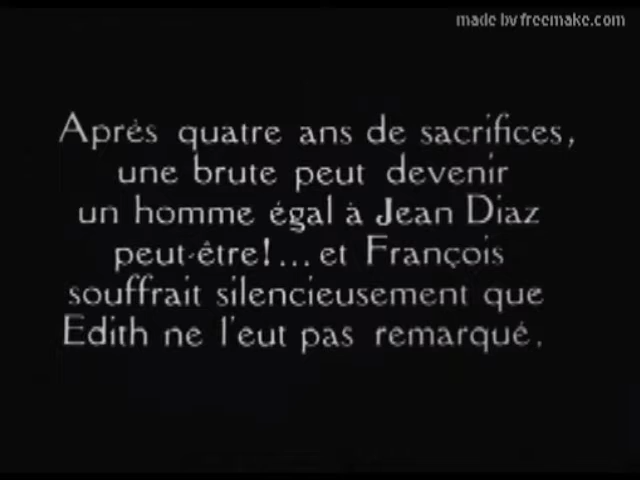 made by freemake.com
Après quatre ans de sacrifices,
une brute peut devenir
un homme égal à Jean Diaz
peut-être!...et François
souffrait silencieusement que
Edith ne l'eut pas remarqué.